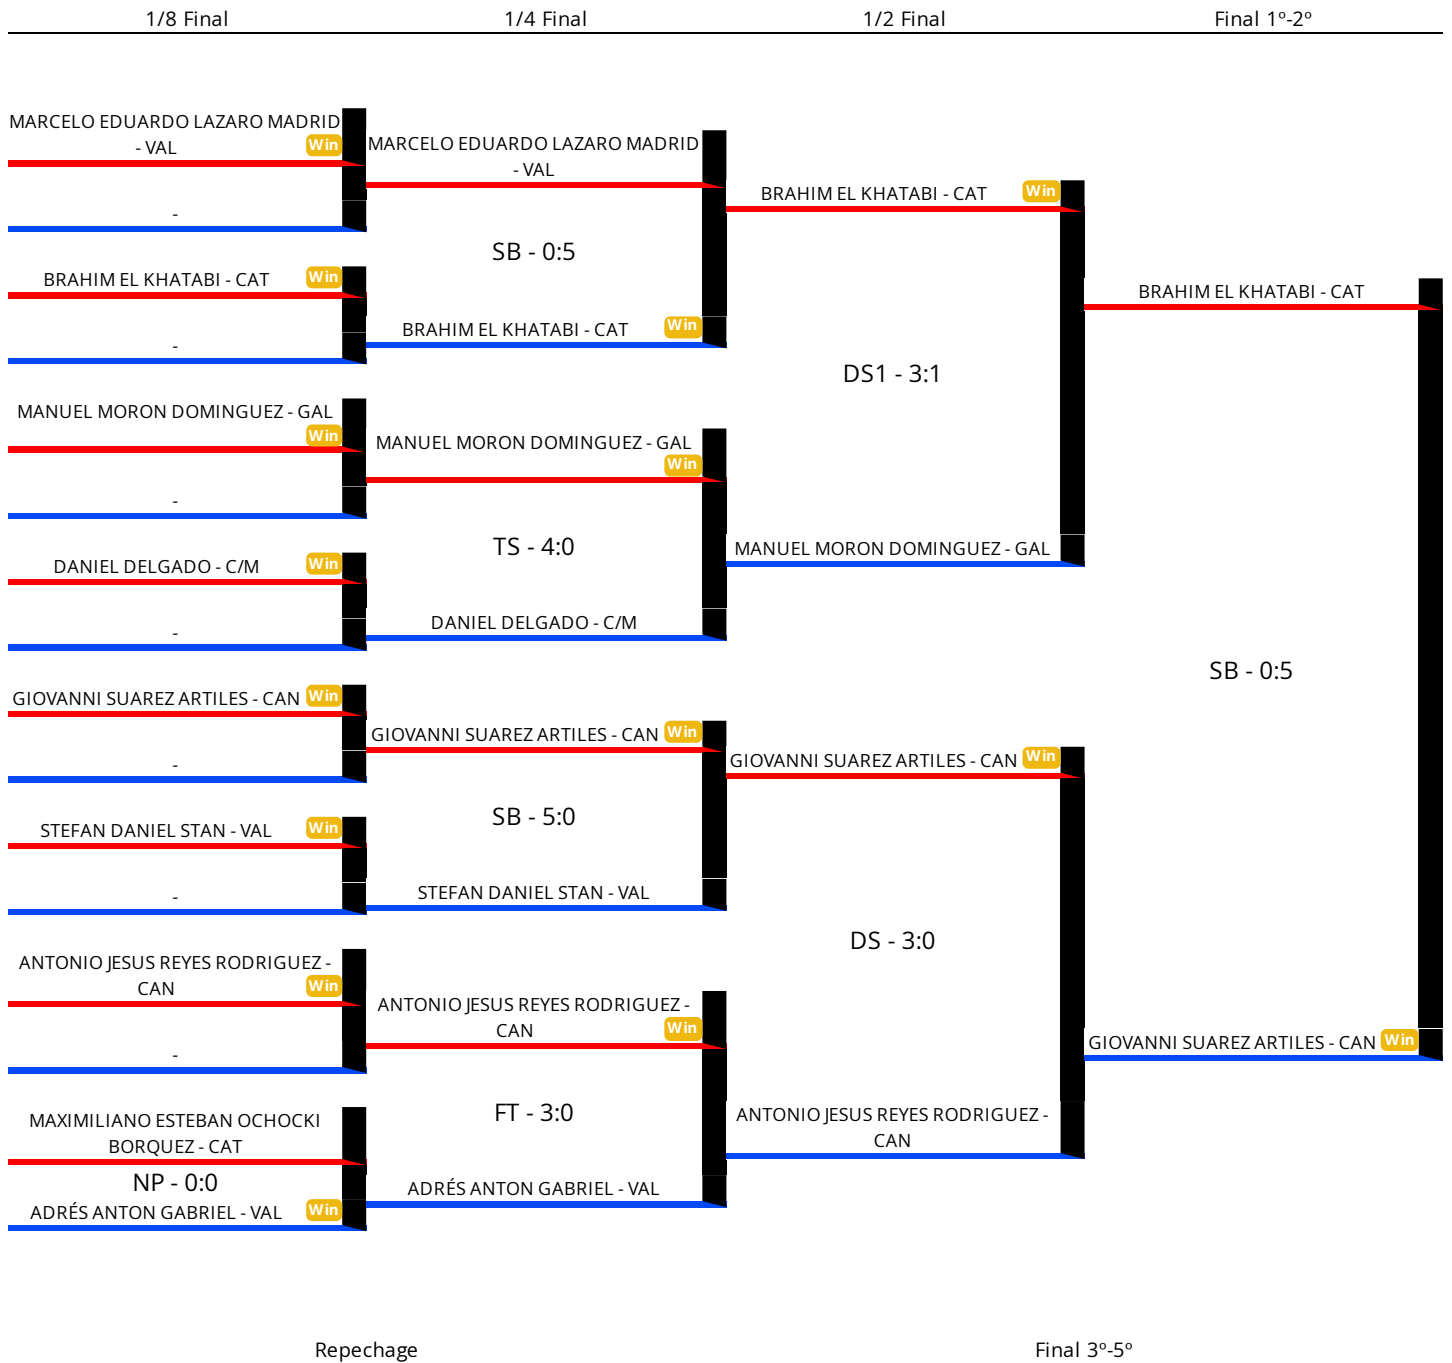 1/8 Final
1/4 Final
1/2 Final
Final 1º-2º
MARCELO EDUARDO LAZARO MADRID
- VAL
Win
-
BRAHIM EL KHATABI - CAT
Win
-
MANUEL MORON DOMINGUEZ - GAL
Win
-
DANIEL DELGADO - C/M
Win
-
GIOVANNI SUAREZ ARTILES - CAN
Win
-
STEFAN DANIEL STAN - VAL
Win
-
ANTONIO JESUS REYES RODRIGUEZ -
CAN
Win
-
MAXIMILIANO ESTEBAN OCHOCKI
BORQUEZ - CAT
NP - 0:0
ADRÉS ANTON GABRIEL - VAL
Win
MARCELO EDUARDO LAZARO MADRID
- VAL
SB - 0:5
BRAHIM EL KHATABI - CAT
Win
MANUEL MORON DOMINGUEZ - GAL
Win
TS - 4:0
DANIEL DELGADO - C/M
GIOVANNI SUAREZ ARTILES - CAN
Win
SB - 5:0
STEFAN DANIEL STAN - VAL
ANTONIO JESUS REYES RODRIGUEZ -
CAN
Win
FT - 3:0
ADRÉS ANTON GABRIEL - VAL
BRAHIM EL KHATABI - CAT
Win
DS1 - 3:1
MANUEL MORON DOMINGUEZ - GAL
GIOVANNI SUAREZ ARTILES - CAN
Win
DS - 3:0
ANTONIO JESUS REYES RODRIGUEZ -
CAN
BRAHIM EL KHATABI - CAT
SB - 0:5
GIOVANNI SUAREZ ARTILES - CAN
Win
Repechage
Final 3º-5º